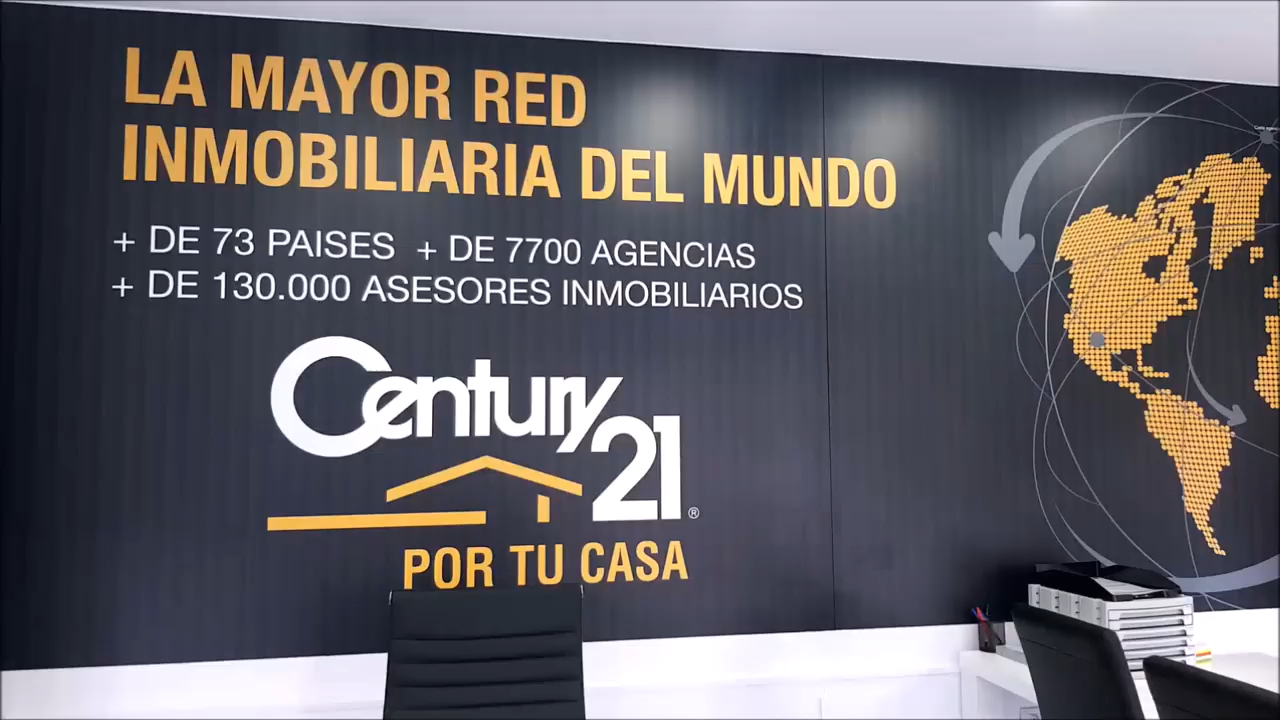 LA MAYOR RED
INMOBILIARIA DEL MUNDO
+ DE 73 PAISES + DE 7700 AGENCIAS
+ DE 130.000 ASESORES INMOBILIARIOS
Century
21®
POR TU CASA